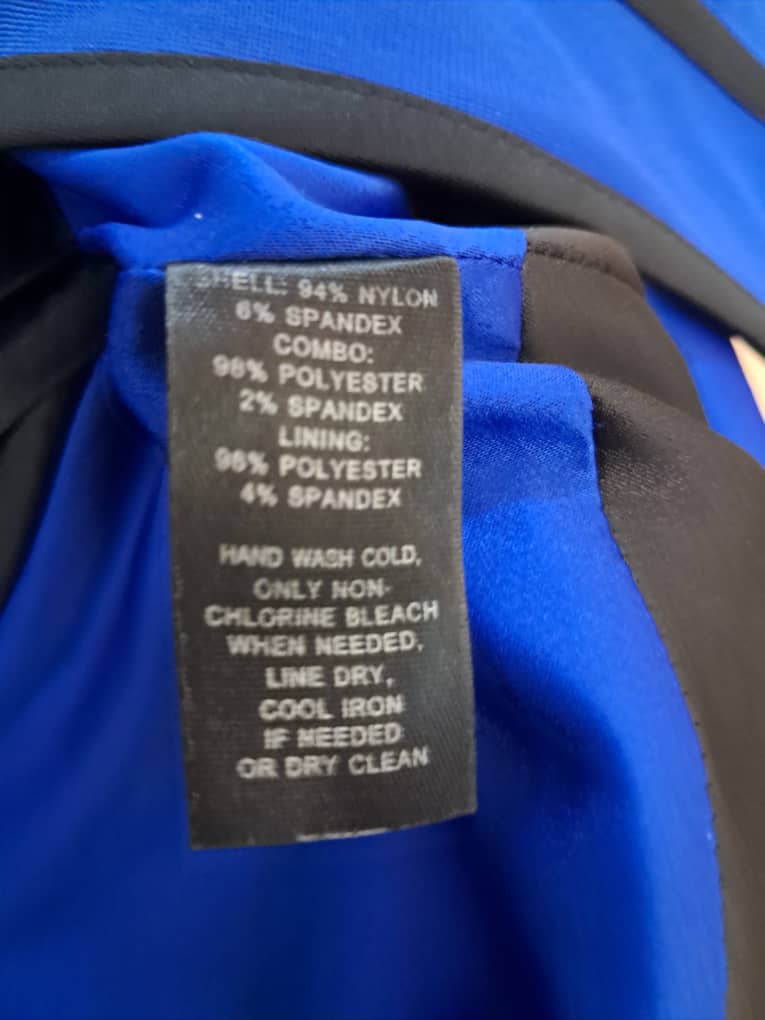 SHELL: 94% NYLON
6% SPANDEX
COMBO:
98% POLYESTER
2% SPANDEX
LINING:
96% POLYESTER
4% SPANDEX
HAND WASH COLD,
ONLY NON-
CHLORINE BLEACH
WHEN NEEDED,
LINE DRY,
COOL IRON
IF NEEDED
OR DRY CLEAN